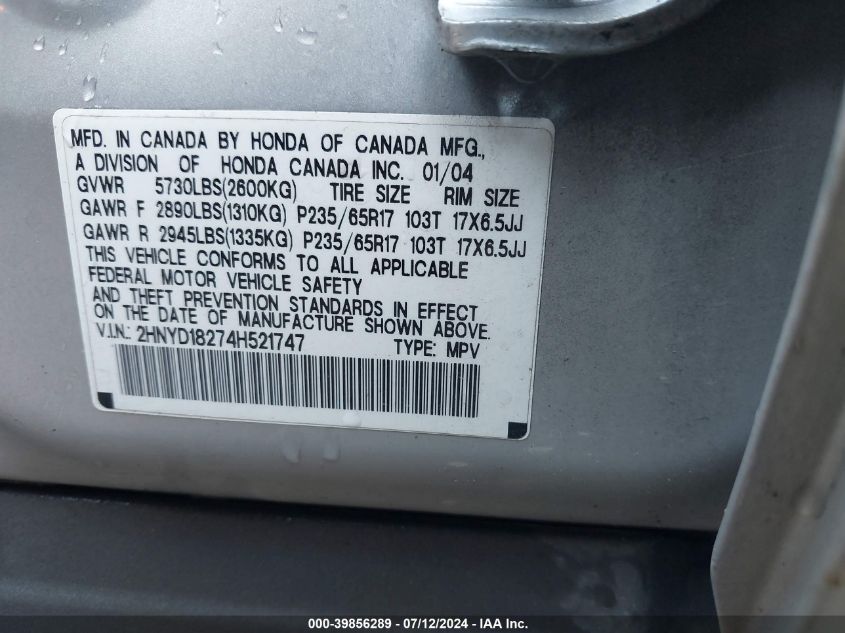 MFD. IN CANADA BY HONDA OF CANADA MFG.,
A DIVISION OF HONDA CANADA INC. 01/04
GVWR 5730LBS(2600KG) TIRE SIZE RIM SIZE
GAWR F 2890LBS(1310KG) P235/65R17 103T 17X6.5JJ
GAWR R 2945LBS(1335KG) P235/65R17 103T 17X6.5JJ
THIS VEHICLE CONFORMS TO ALL APPLICABLE
FEDERAL MOTOR VEHICLE SAFETY
AND THEFT PREVENTION STANDARDS IN EFFECT
ON THE DATE OF MANUFACTURE SHOWN ABOVE.
V.I.N.: 2HNYD18274H521747 TYPE: MPV
000-39856289 - 07/12/2024 - IAA Inc.